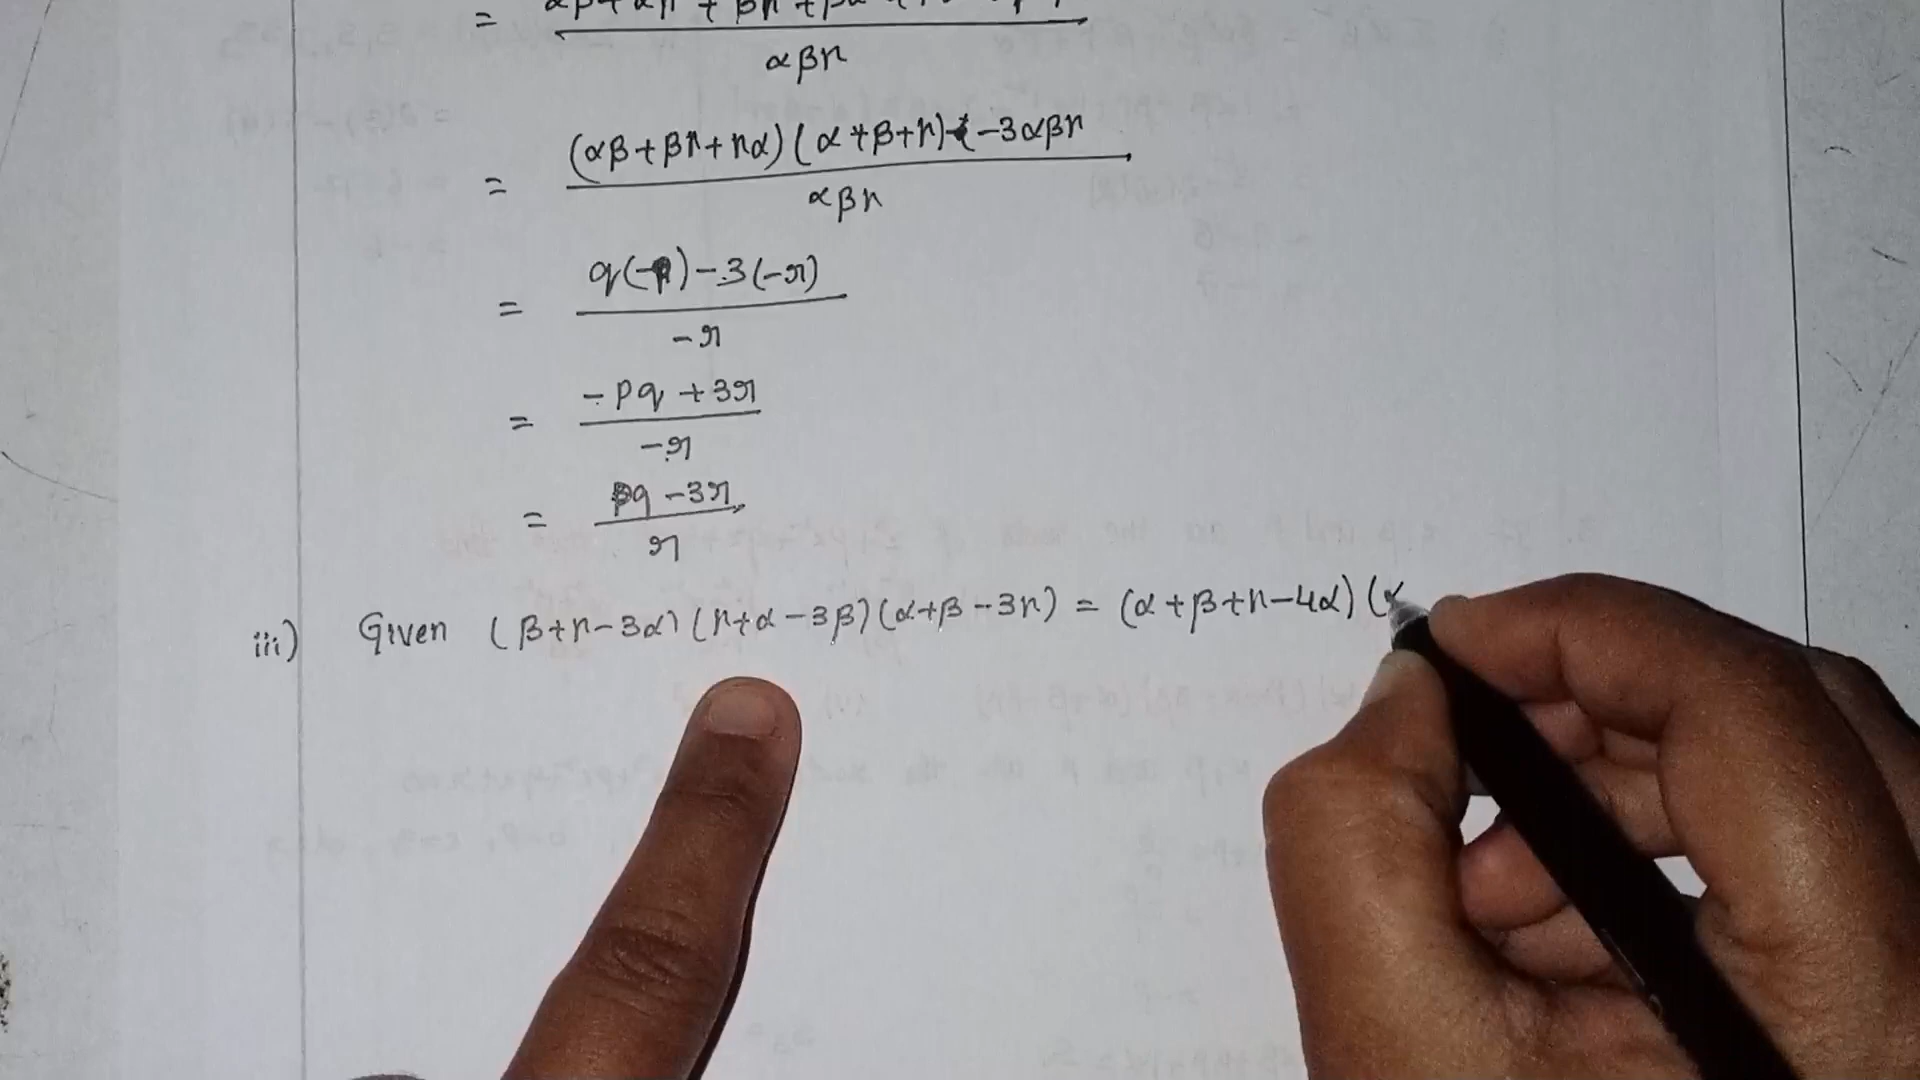 =
αβγ
= (αβ+βγ+γα)(α+β+γ) -3αβγ
αβγ
= q(-p)-3(-r)
-r
= -pq+3r
-r
= pq-3r
r
iii) Given (β+γ-3α)(γ+α-3β)(α+β-3γ) = (α+β+γ-4α)(α